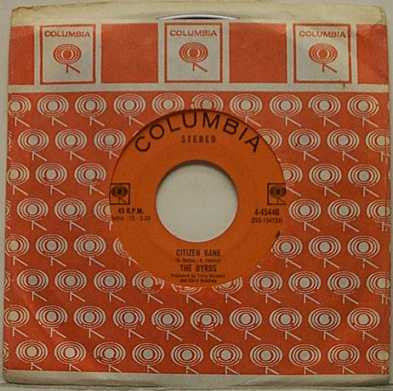 COLUMBIA COLUMBIA COLUMBIA
COLUMBIA
STEREO
45 R.P.M.
4-45440
CITIZEN KANE
THE BYRDS